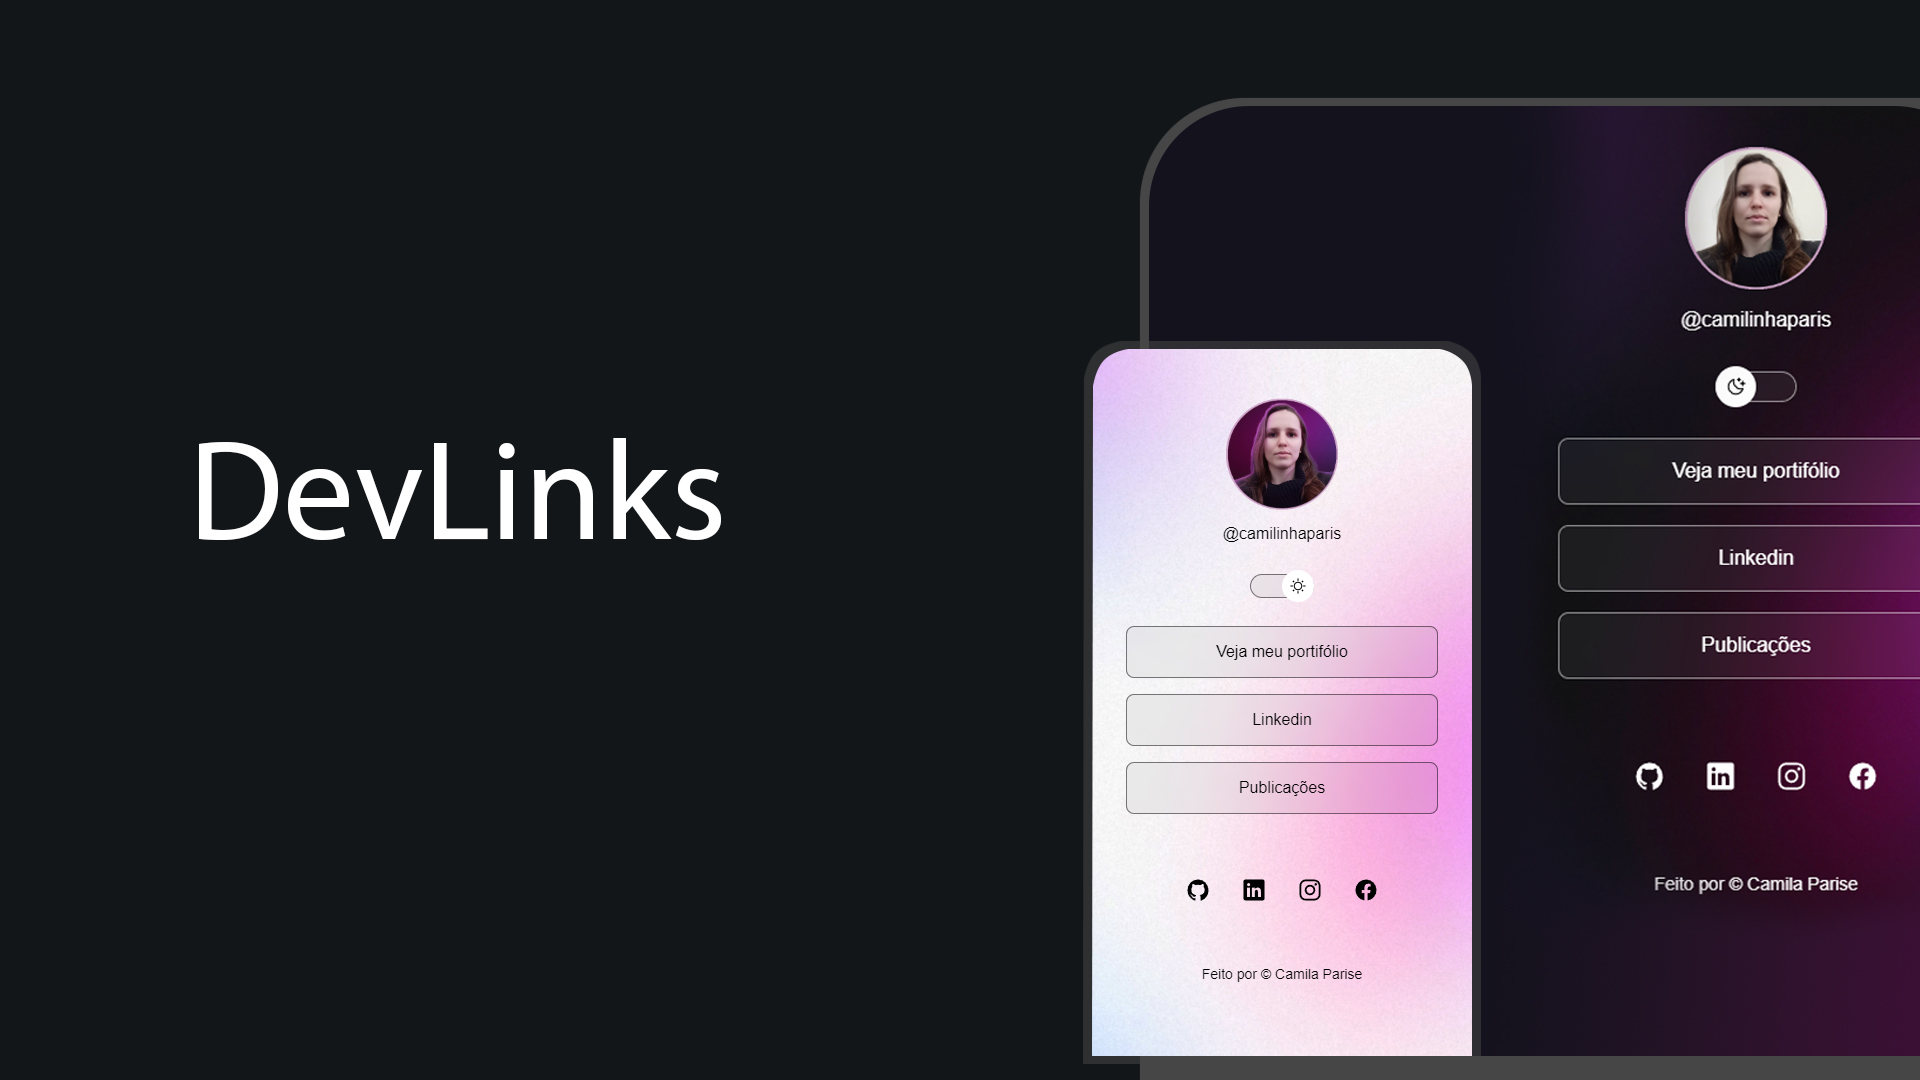 DevLinks
@camilinhaparis
Veja meu portifólio
Linkedin
Publicações
Feito por © Camila Parise
@camilinhaparis
Veja meu portifólio
Linkedin
Publicações
Feito por © Camila Parise